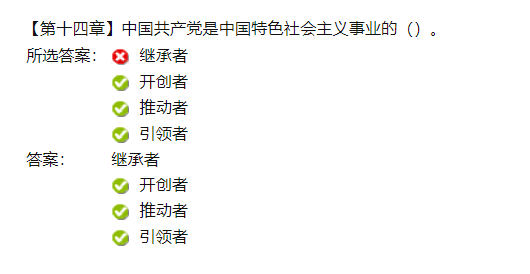 【第十四章】中国共产党是中国特色社会主义事业的（）。
所选答案： 继承者
开创者
推动者
引领者
答案： 继承者
开创者
推动者
引领者